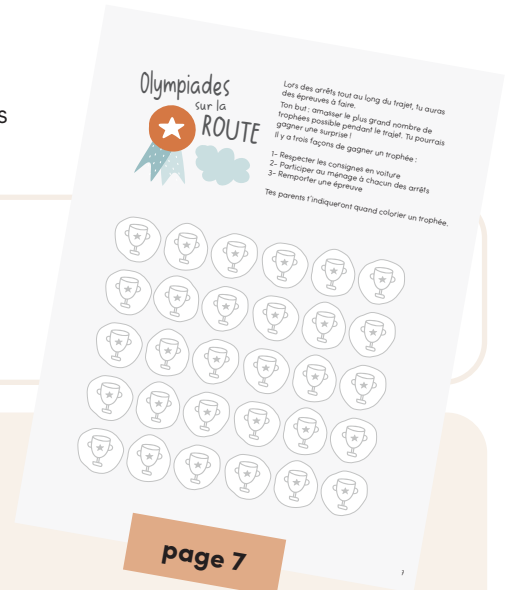 s
Olympiades
sur la
ROUTE
Lors des arrêts tout au long du trajet, tu auras
des épreuves à faire.
Ton but : amasser le plus grand nombre de
trophées possible pendant le trajet. Tu pourrais
gagner une surprise !
Il y a trois façons de gagner un trophée :
1- Respecter les consignes en voiture
2- Participer au ménage à chacun des arrêts
3- Remporter une épreuve
Tes parents t'indiqueront quand colorier un trophée.
page 7
7